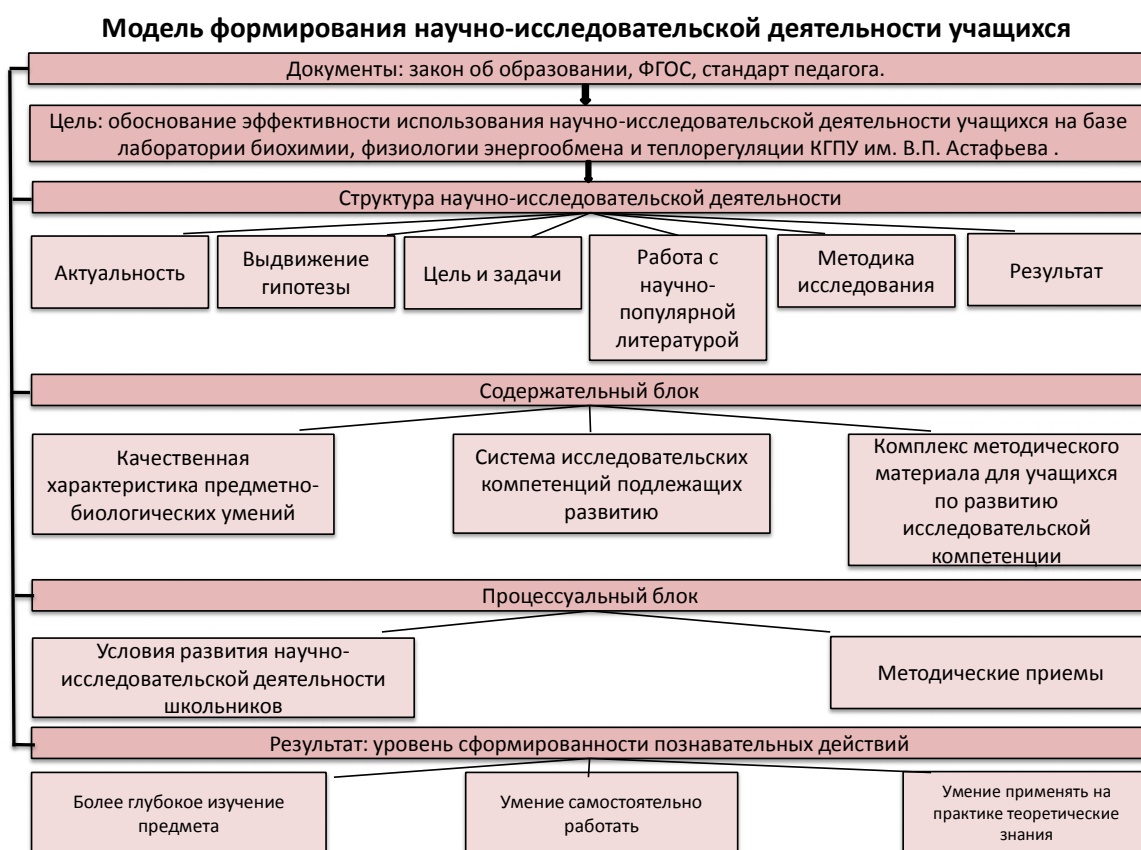 Модель формирования научно-исследовательской деятельности учащихся
Документы: закон об образовании, ФГОС, стандарт педагога.
Цель: обоснование эффективности использования научно-исследовательской деятельности учащихся на базе
лаборатории биохимии, физиологии энергообмена и теплорегуляции КГПУ им. В.П. Астафьева .
Структура научно-исследовательской деятельности
Актуальность
Выдвижение
гипотезы
Цель и задачи
Работа с
научно-
популярной
литературой
Методика
исследования
Результат
Содержательный блок
Качественная
характеристика предметно-
биологических умений
Система исследовательских
компетенций подлежащих
развитию
Комплекс методического
материала для учащихся
по развитию
исследовательской
компетенции
Процессуальный блок
Условия развития научно-
исследовательской деятельности
школьников
Методические приемы
Результат: уровень сформированности познавательных действий
Более глубокое изучение
предмета
Умение самостоятельно
работать
Умение применять на
практике теоретические
знания